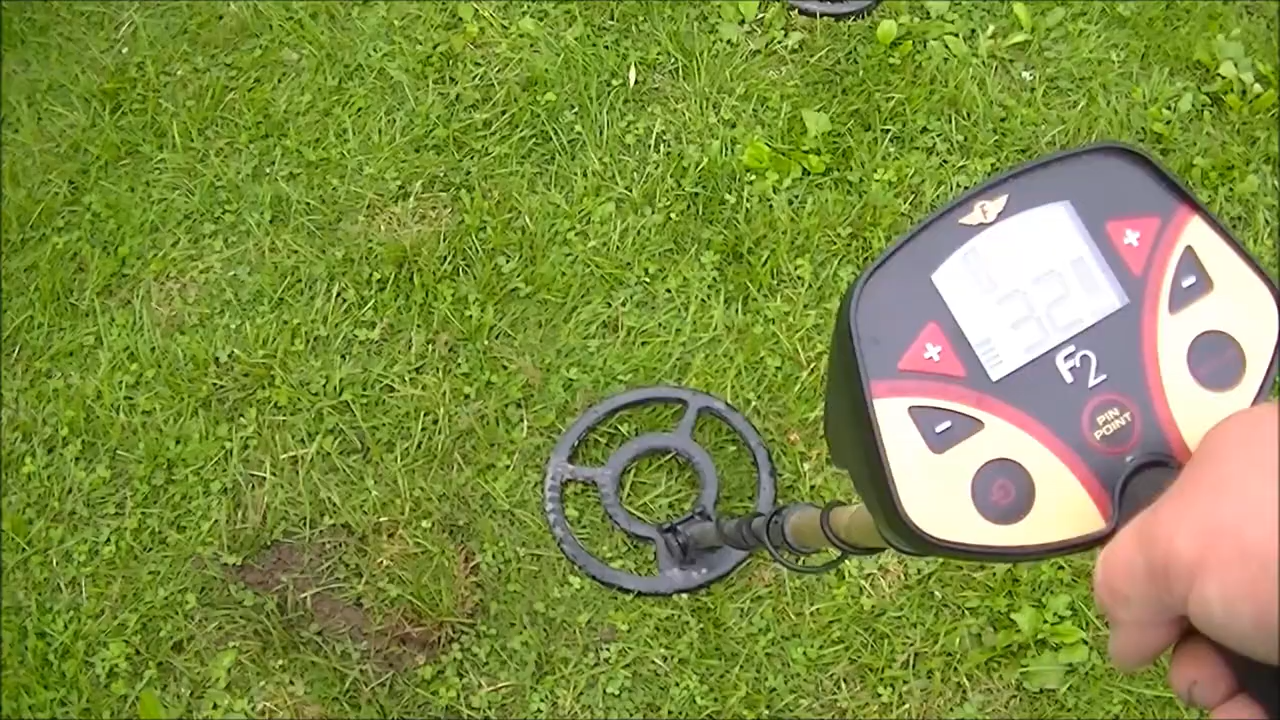 +
32
+
-
F2
-
PIN
POINT